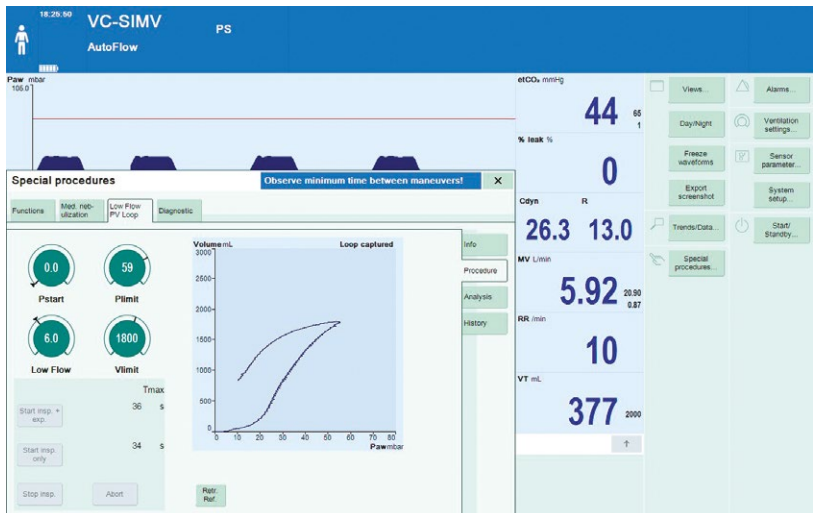 18:25:50
VC-SIMV
PS
AutoFlow
Paw mbar
105.0
Special procedures
Observe minimum time between maneuvers!
X
Functions
Med. neb-
ulization
Low Flow
PV Loop
Diagnostic
0.0
59
Pstart
Plimit
6.0
1800
Low Flow
Vlimit
Tmax
Start insp. +
exp.
36 s
Start insp.
only
34 s
Stop insp.
Abort
Volume mL
Loop captured
3000
2500
2000
1500
1000
500
0
0 10 20 30 40 50 60 70 80
Paw mbar
Retr.
Ref.
Info
Procedure
Analysis
History
etCO₂ mmHg
44
65
1
% leak %
0
Cdyn R
26.3 13.0
MV L/min
5.92
20.90
0.87
RR /min
10
VT mL
377
2000
Views...
Alarms...
Day/Night
Ventilation
settings...
Freeze
waveforms
Sensor
parameter...
Export
screenshot
System
setup...
Trends/Data...
Start/
Standby...
Special
procedures...